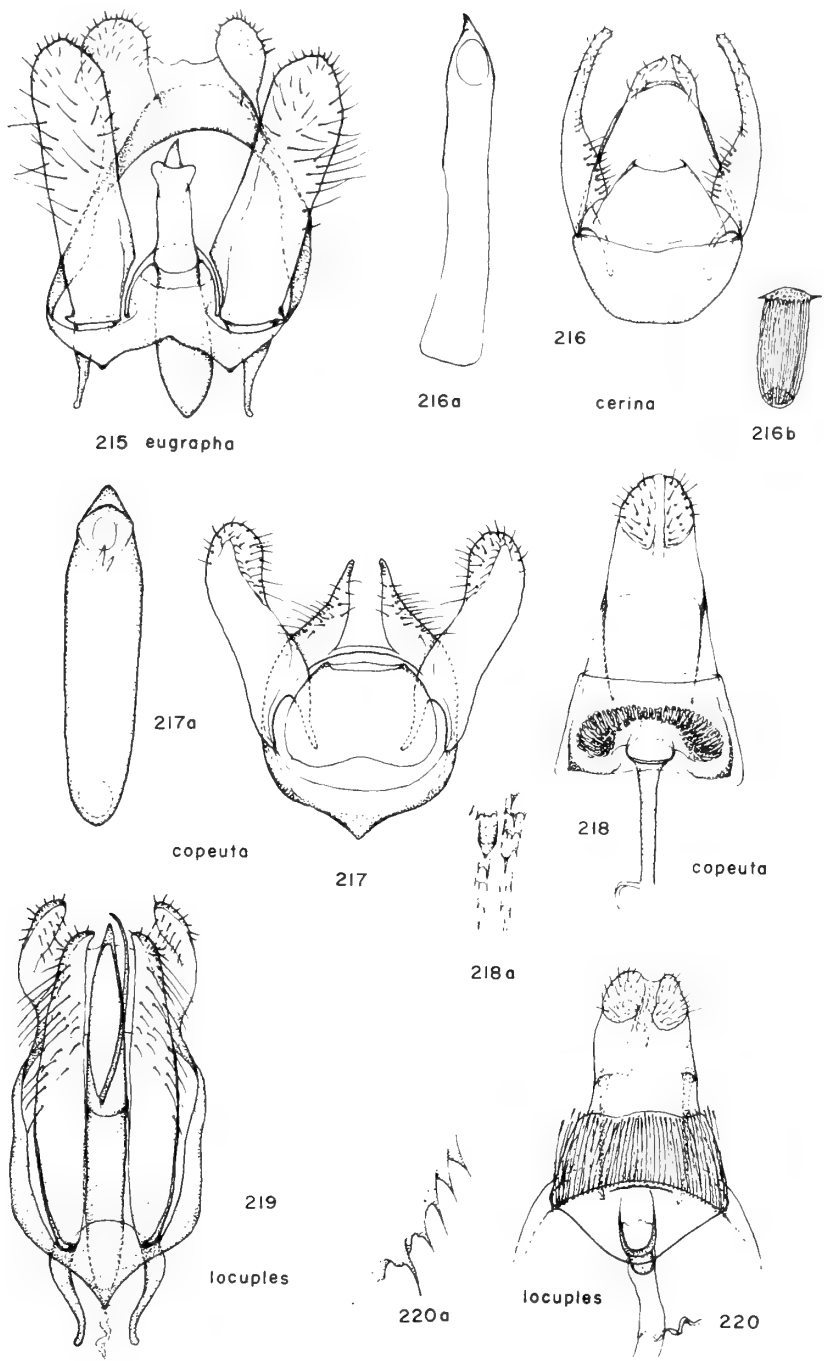 216
216a
cerina
216b
215 eugrapha
217a
218
copeuta
copeuta
217
218a
219
locuples
locuples
220a
220